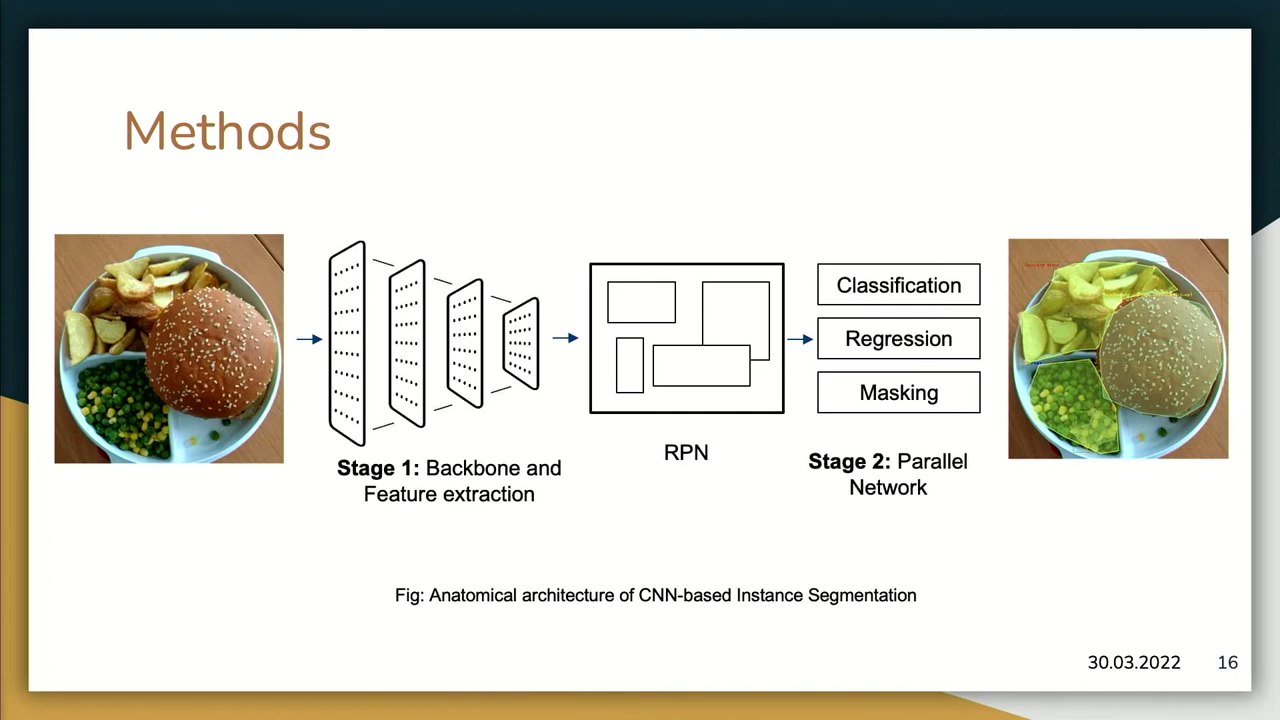 Methods
Classification
Regression
Masking
RPN
Stage 1: Backbone and
Feature extraction
Stage 2: Parallel
Network
Fig: Anatomical architecture of CNN-based Instance Segmentation
30.03.2022
16